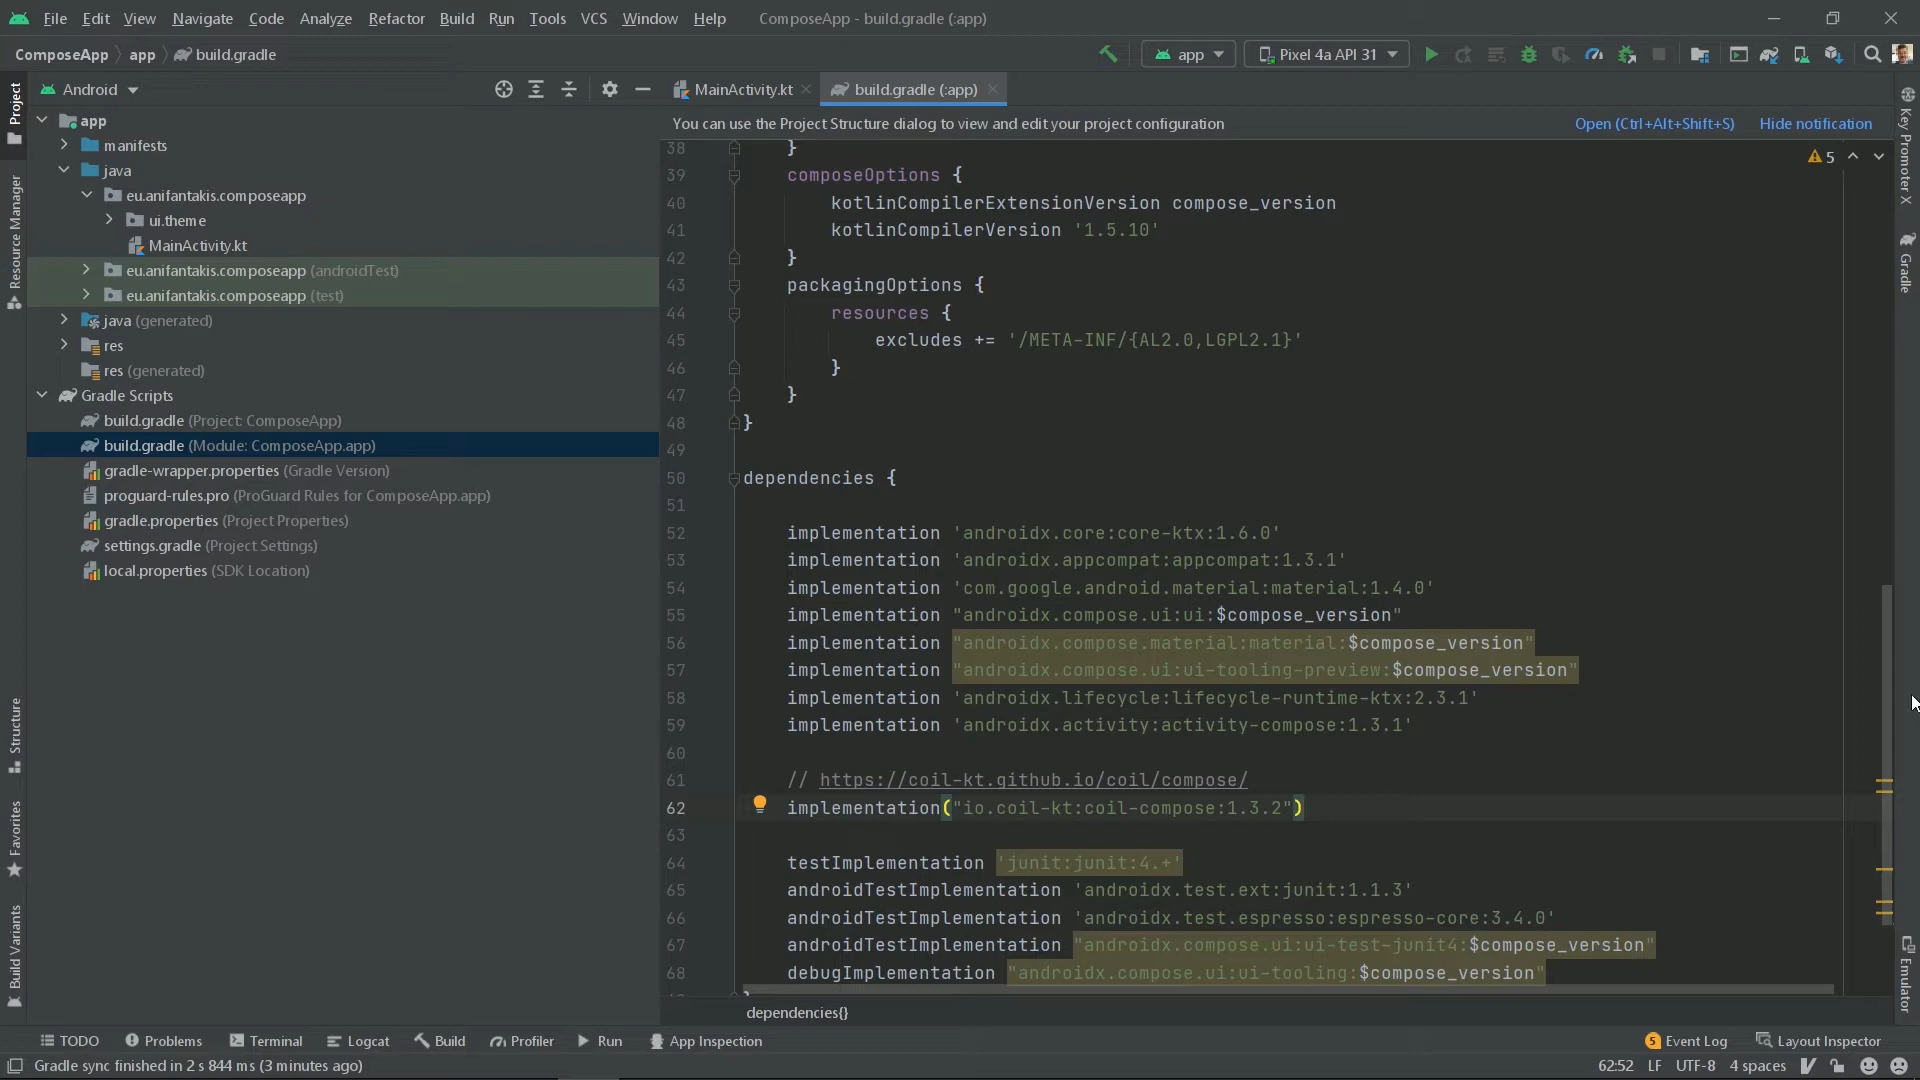 File Edit View Navigate Code Analyze Refactor Build Run Tools VCS Window Help ComposeApp - build.gradle (:app)
ComposeApp app build.gradle
app Pixel 4a API 31
Android
MainActivity.kt build.gradle (:app)
You can use the Project Structure dialog to view and edit your project configuration Open (Ctrl+Alt+Shift+S) Hide notification
Project
Resource Manager
Structure
Favorites
Build Variants
app
manifests
java
eu.anifantakis.composeapp
ui.theme
MainActivity.kt
eu.anifantakis.composeapp (androidTest)
eu.anifantakis.composeapp (test)
java (generated)
res
res (generated)
Gradle Scripts
build.gradle (Project: ComposeApp)
build.gradle (Module: ComposeApp.app)
gradle-wrapper.properties (Gradle Version)
proguard-rules.pro (ProGuard Rules for ComposeApp.app)
gradle.properties (Project Properties)
settings.gradle (Project Settings)
local.properties (SDK Location)
5
38 }
39 composeOptions {
40 kotlinCompilerExtensionVersion compose_version
41 kotlinCompilerVersion '1.5.10'
42 }
43 packagingOptions {
44 resources {
45 excludes += '/META-INF/{AL2.0,LGPL2.1}'
46 }
47 }
48 }
49
50 dependencies {
51
52 implementation 'androidx.core:core-ktx:1.6.0'
53 implementation 'androidx.appcompat:appcompat:1.3.1'
54 implementation 'com.google.android.material:material:1.4.0'
55 implementation "androidx.compose.ui:ui:$compose_version"
56 implementation "androidx.compose.material:material:$compose_version"
57 implementation "androidx.compose.ui:ui-tooling-preview:$compose_version"
58 implementation 'androidx.lifecycle:lifecycle-runtime-ktx:2.3.1'
59 implementation 'androidx.activity:activity-compose:1.3.1'
60
61 // https://coil-kt.github.io/coil/compose/
62 implementation("io.coil-kt:coil-compose:1.3.2")
63
64 testImplementation 'junit:junit:4.+'
65 androidTestImplementation 'androidx.test.ext:junit:1.1.3'
66 androidTestImplementation 'androidx.test.espresso:espresso-core:3.4.0'
67 androidTestImplementation "androidx.compose.ui:ui-test-junit4:$compose_version"
68 debugImplementation "androidx.compose.ui:ui-tooling:$compose_version"
dependencies{}
Key Promoter X
Gradle
Emulator
TODO Problems Terminal Logcat Build Profiler Run App Inspection 5 Event Log Layout Inspector
Gradle sync finished in 2 s 844 ms (3 minutes ago) 62:52 LF UTF-8 4 spaces